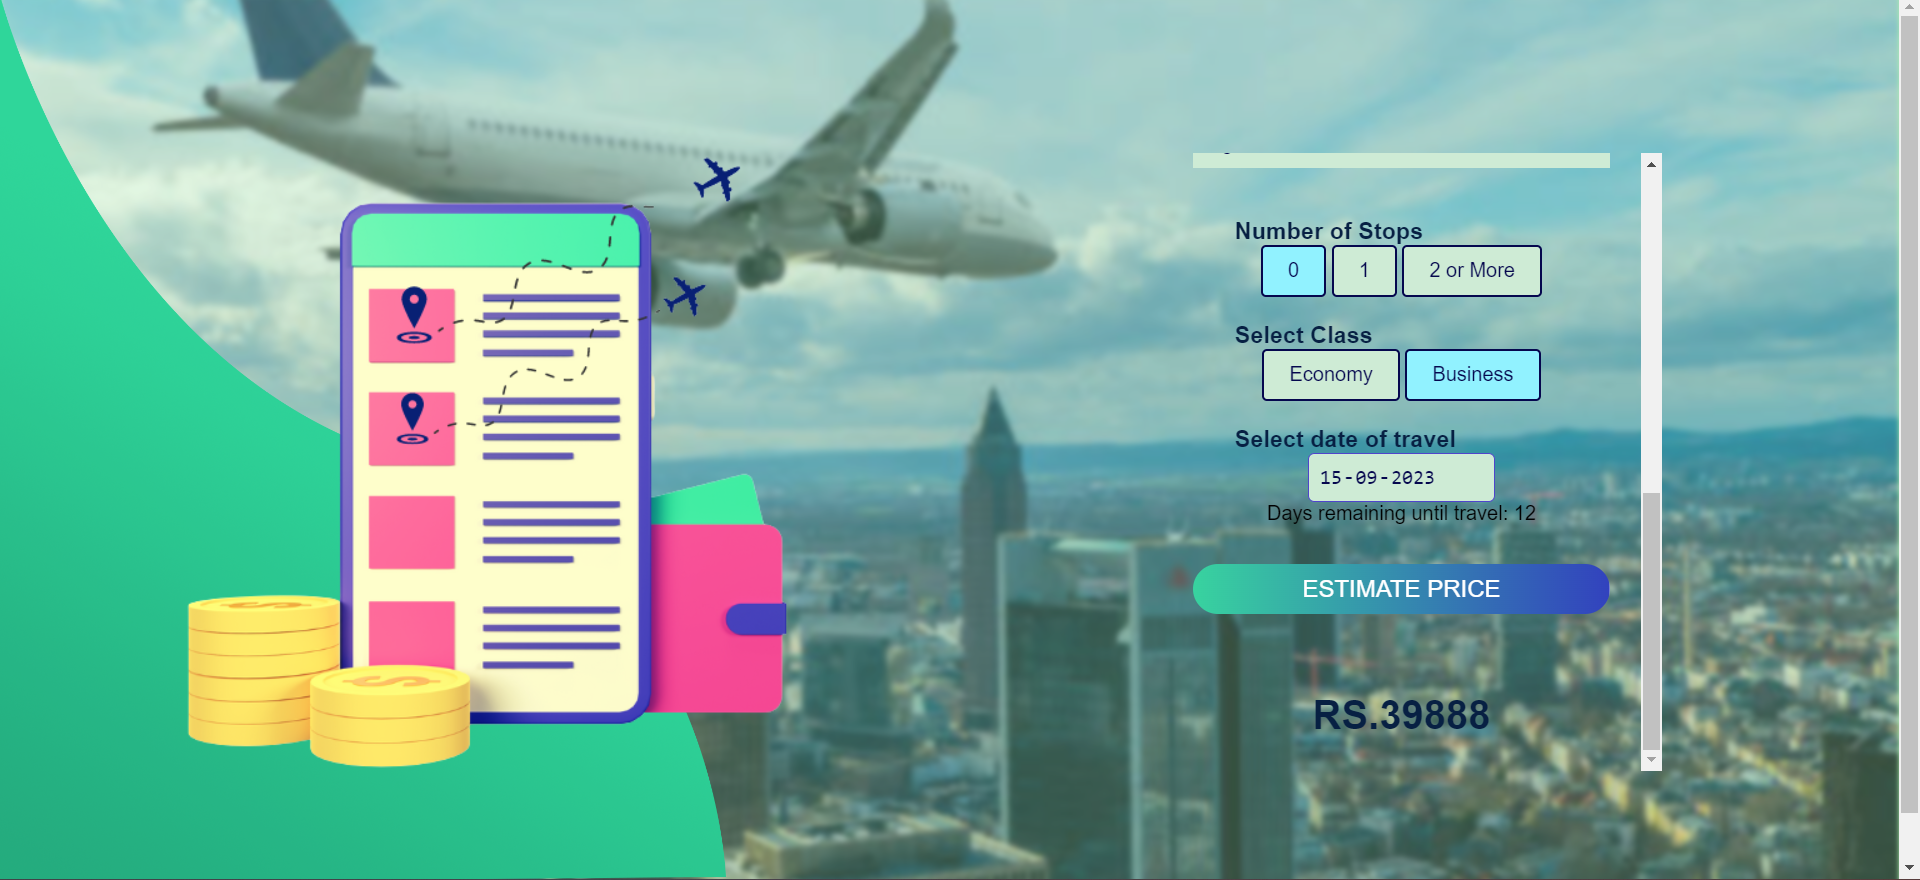 Number of Stops
0 1 2 or More
Select Class
Economy Business
Select date of travel
15-09-2023
Days remaining until travel: 12
ESTIMATE PRICE
RS.39888